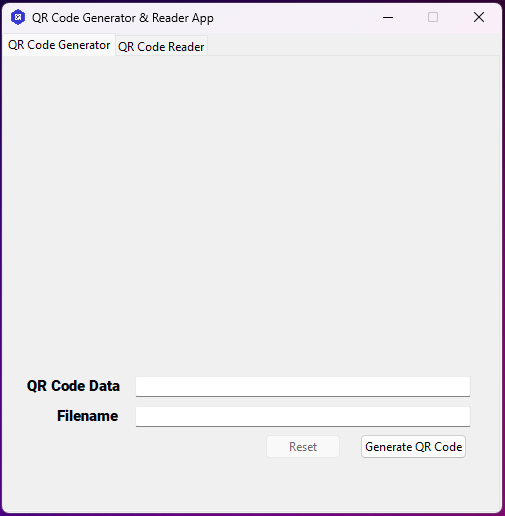 QR Code Generator & Reader App
QR Code Generator QR Code Reader
QR Code Data
Filename
Reset Generate QR Code